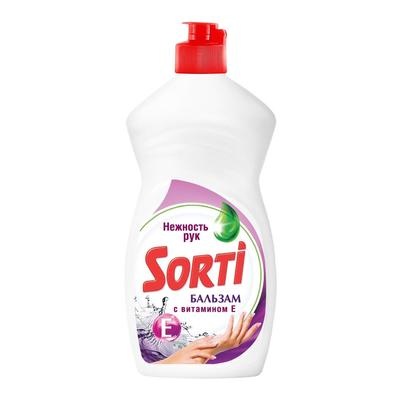 Нежность
рук
SORTI
БАЛЬЗАМ
с витамином Е
E